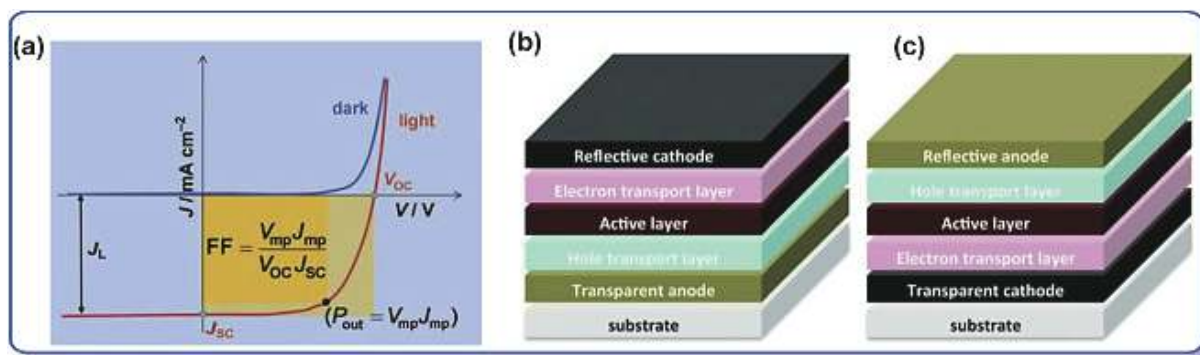 (a)
J / mA cm⁻²
dark
light
V_OC
V / V
J_L
FF = V_mp J_mp / V_OC J_SC
(P_out = V_mp J_mp)
J_SC
(b)
Reflective cathode
Electron transport layer
Active layer
Hole transport layer
Transparent anode
substrate
(c)
Reflective anode
Hole transport layer
Active layer
Electron transport layer
Transparent cathode
substrate